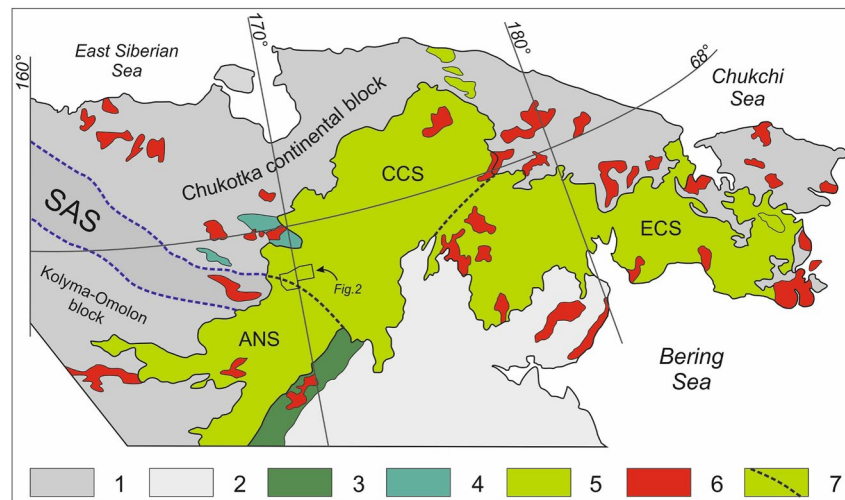 East Siberian
Sea
160°
170°
180°
68°
Chukchi
Sea
Chukotka continental block
CCS
SAS
ECS
Kolyma-Omolon
block
Fig.2
ANS
Bering
Sea
1 2 3 4 5 6 7